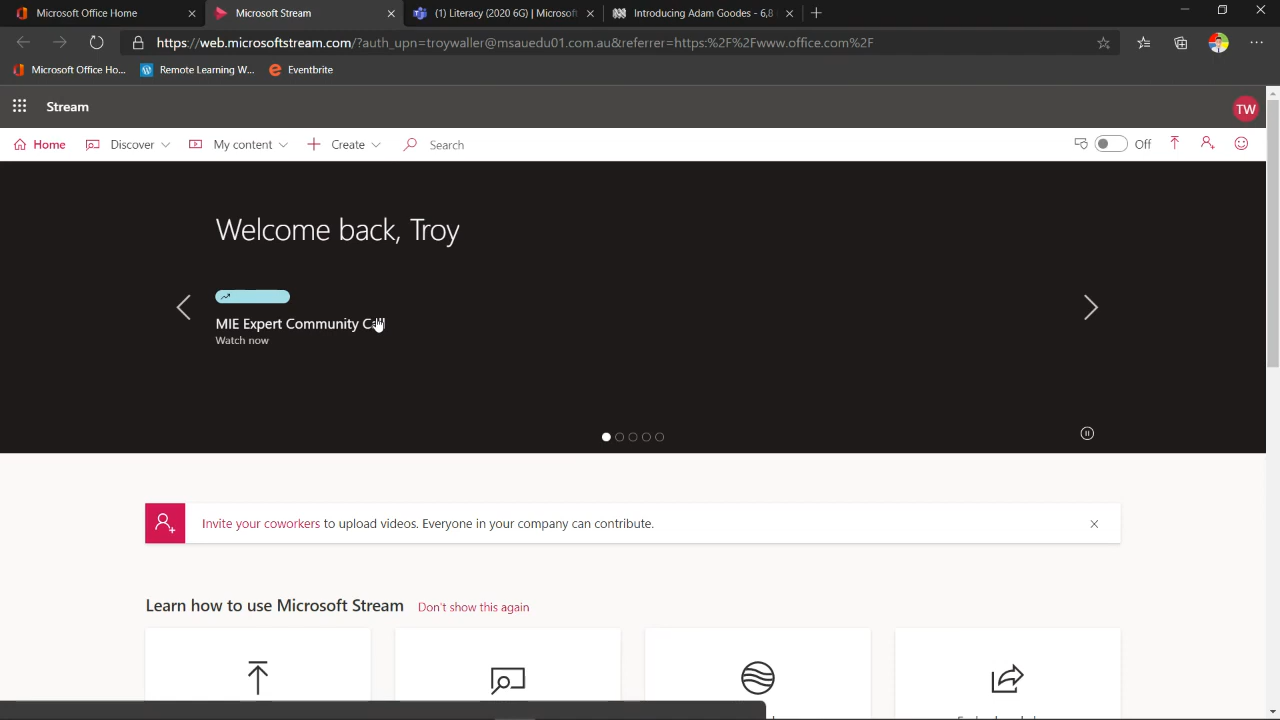 Microsoft Office Home
Microsoft Stream
(1) Literacy (2020 6G) | Microsoft
Introducing Adam Goodes - 6,8
https://web.microsoftstream.com/?auth_upn=troywaller@msauedu01.com.au&referrer=https:%2F%2Fwww.office.com%2F
Microsoft Office Ho...
Remote Learning W...
Eventbrite
Stream
TW
Home
Discover
My content
Create
Search
Off
Welcome back, Troy
MIE Expert Community Call
Watch now
Invite your coworkers to upload videos. Everyone in your company can contribute.
Learn how to use Microsoft Stream
Don't show this again